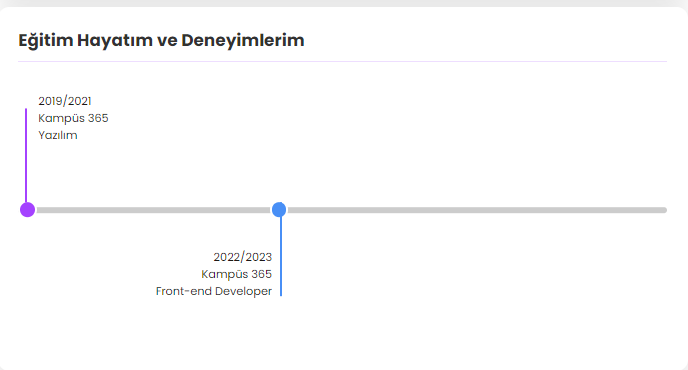 Eğitim Hayatım ve Deneyimlerim
2019/2021
Kampüs 365
Yazılım
2022/2023
Kampüs 365
Front-end Developer